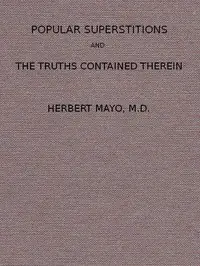 POPULAR SUPERSTITIONS
AND
THE TRUTHS CONTAINED THEREIN
HERBERT MAYO, M.D.